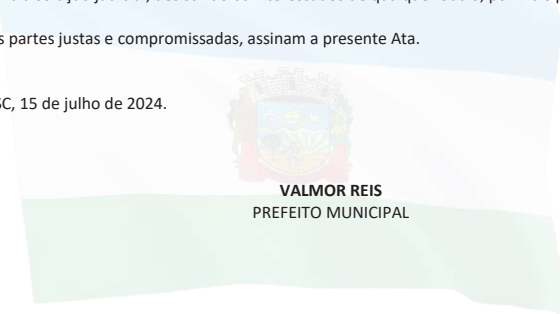 s partes justas e compromissadas, assinam a presente Ata.
SC, 15 de julho de 2024.
VALMOR REIS
PREFEITO MUNICIPAL